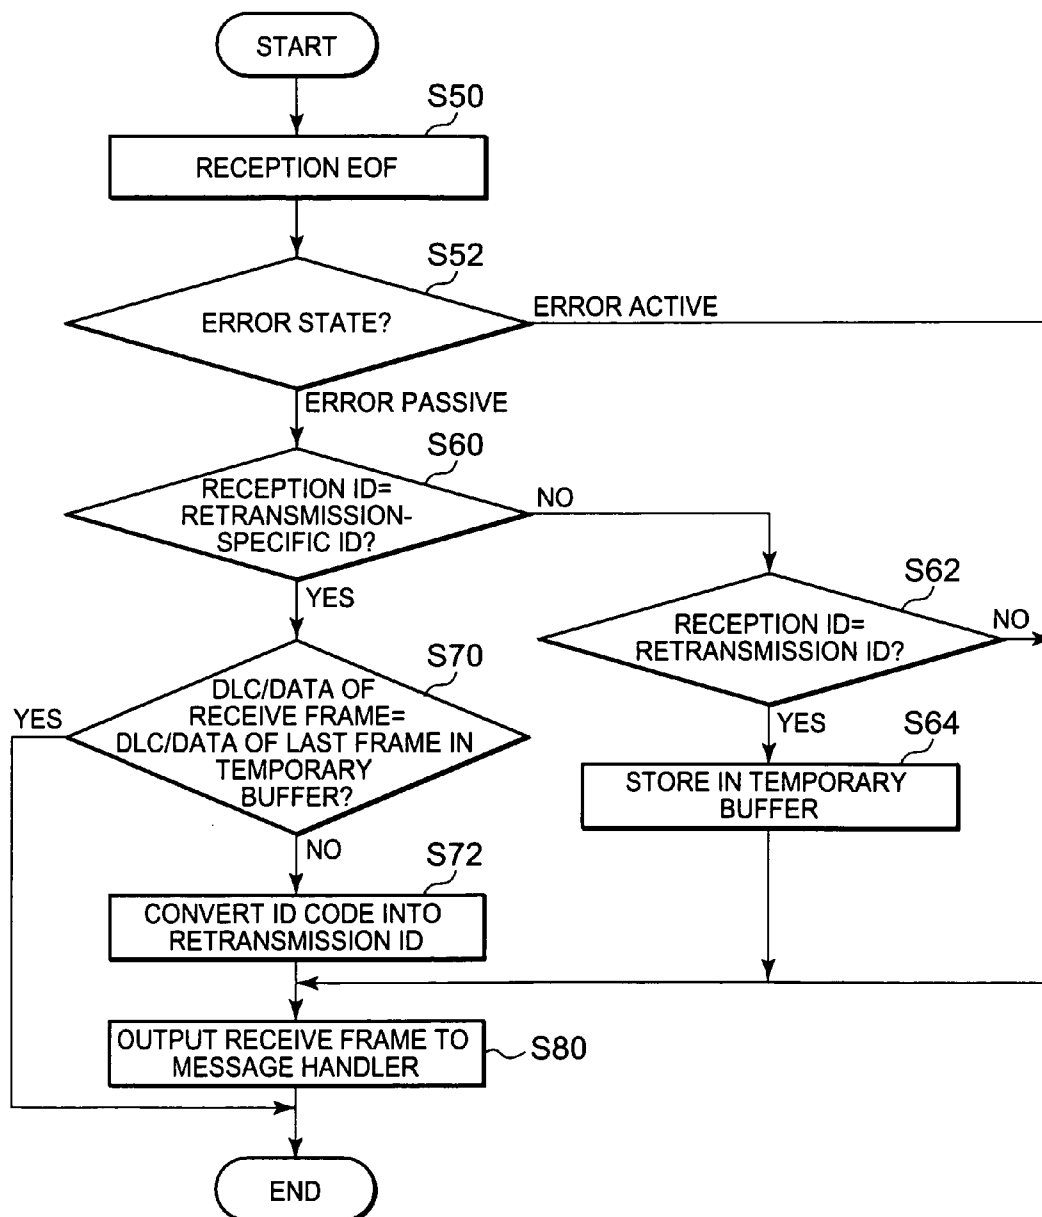 START
S50
RECEPTION EOF
S52
ERROR STATE?
ERROR ACTIVE
ERROR PASSIVE
S60
RECEPTION ID=
RETRANSMISSION-
SPECIFIC ID?
NO
YES
S62
RECEPTION ID=
RETRANSMISSION ID?
NO
YES
S70
DLC/DATA OF
RECEIVE FRAME=
DLC/DATA OF LAST FRAME IN
TEMPORARY
BUFFER?
YES
NO
S64
STORE IN TEMPORARY
BUFFER
S72
CONVERT ID CODE INTO
RETRANSMISSION ID
OUTPUT RECEIVE FRAME TO
MESSAGE HANDLER
S80
END